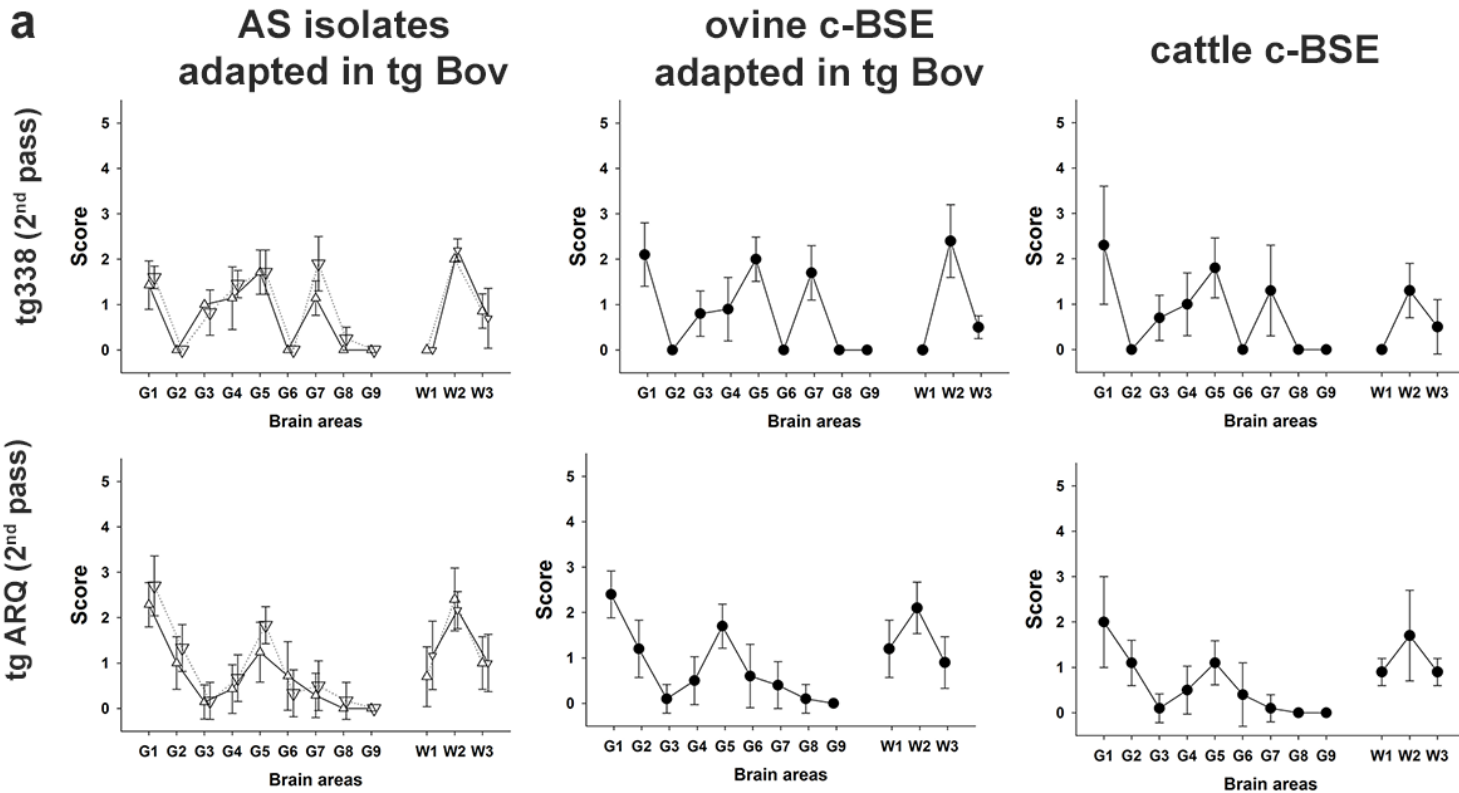 a
AS isolates
adapted in tg Bov
ovine c-BSE
adapted in tg Bov
cattle c-BSE
tg338 (2nd pass)
Score
5
4
3
2
1
0
G1 G2 G3 G4 G5 G6 G7 G8 G9 W1 W2 W3
Brain areas
Score
5
4
3
2
1
0
G1 G2 G3 G4 G5 G6 G7 G8 G9 W1 W2 W3
Brain areas
Score
5
4
3
2
1
0
G1 G2 G3 G4 G5 G6 G7 G8 G9 W1 W2 W3
Brain areas
tg ARQ (2nd pass)
Score
5
4
3
2
1
0
G1 G2 G3 G4 G5 G6 G7 G8 G9 W1 W2 W3
Brain areas
Score
5
4
3
2
1
0
G1 G2 G3 G4 G5 G6 G7 G8 G9 W1 W2 W3
Brain areas
Score
5
4
3
2
1
0
G1 G2 G3 G4 G5 G6 G7 G8 G9 W1 W2 W3
Brain areas